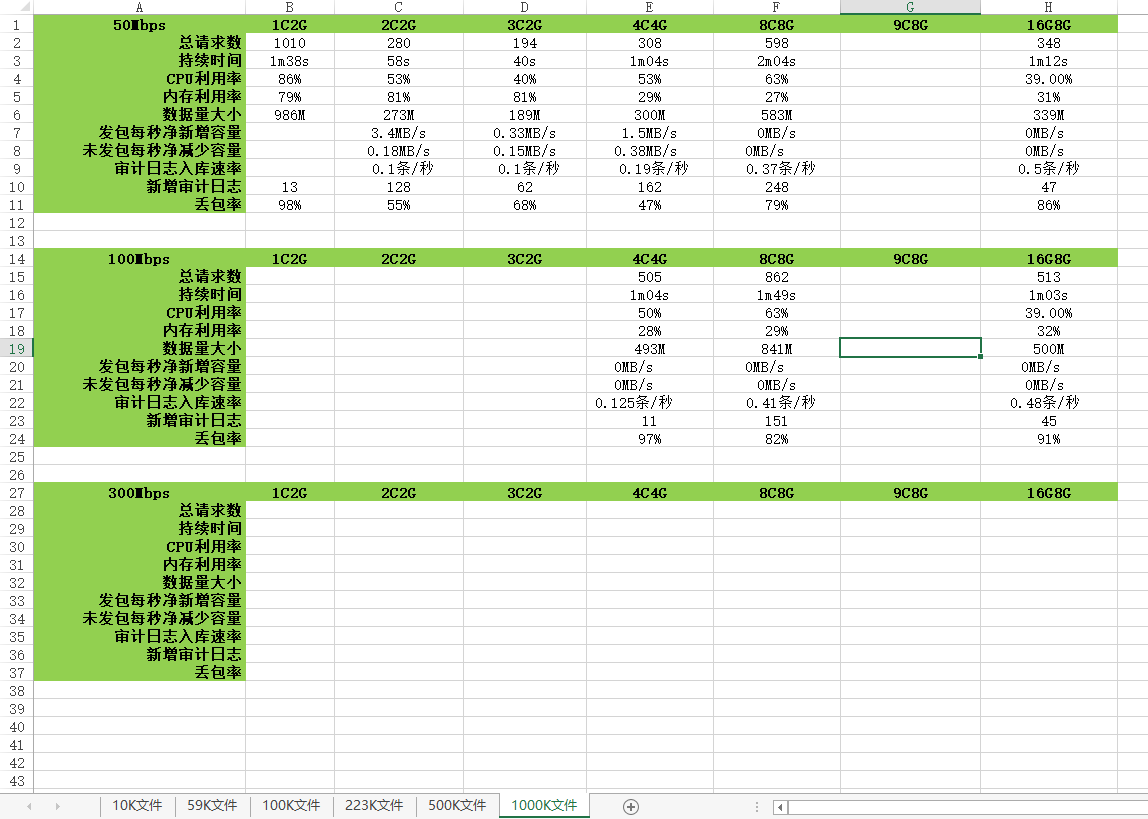 A B C D E F G H
1 50Mbps 1C2G 2C2G 3C2G 4C4G 8C8G 9C8G 16G8G
2 总请求数 1010 280 194 308 598 348
3 持续时间 1m38s 58s 40s 1m04s 2m04s 1m12s
4 CPU利用率 86% 53% 40% 53% 63% 39.00%
5 内存利用率 79% 81% 81% 29% 27% 31%
6 数据量大小 986M 273M 189M 300M 583M 339M
7 发包每秒净新增容量 3.4MB/s 0.33MB/s 1.5MB/s 0MB/s 0MB/s
8 未发包每秒净减少容量 0.18MB/s 0.15MB/s 0.38MB/s 0MB/s 0MB/s
9 审计日志入库速率 0.1条/秒 0.1条/秒 0.19条/秒 0.37条/秒 0.5条/秒
10 新增审计日志 13 128 62 162 248 47
11 丢包率 98% 55% 68% 47% 79% 86%
12
13
14 100Mbps 1C2G 2C2G 3C2G 4C4G 8C8G 9C8G 16G8G
15 总请求数 505 862 513
16 持续时间 1m04s 1m49s 1m03s
17 CPU利用率 50% 63% 39.00%
18 内存利用率 28% 29% 32%
19 数据量大小 493M 841M 500M
20 发包每秒净新增容量 0MB/s 0MB/s 0MB/s
21 未发包每秒净减少容量 0MB/s 0MB/s 0MB/s
22 审计日志入库速率 0.125条/秒 0.41条/秒 0.48条/秒
23 新增审计日志 11 151 45
24 丢包率 97% 82% 91%
25
26
27 300Mbps 1C2G 2C2G 3C2G 4C4G 8C8G 9C8G 16G8G
28 总请求数
29 持续时间
30 CPU利用率
31 内存利用率
32 数据量大小
33 发包每秒净新增容量
34 未发包每秒净减少容量
35 审计日志入库速率
36 新增审计日志
37 丢包率
38
39
40
41
42
43
10K文件 59K文件 100K文件 223K文件 500K文件 1000K文件